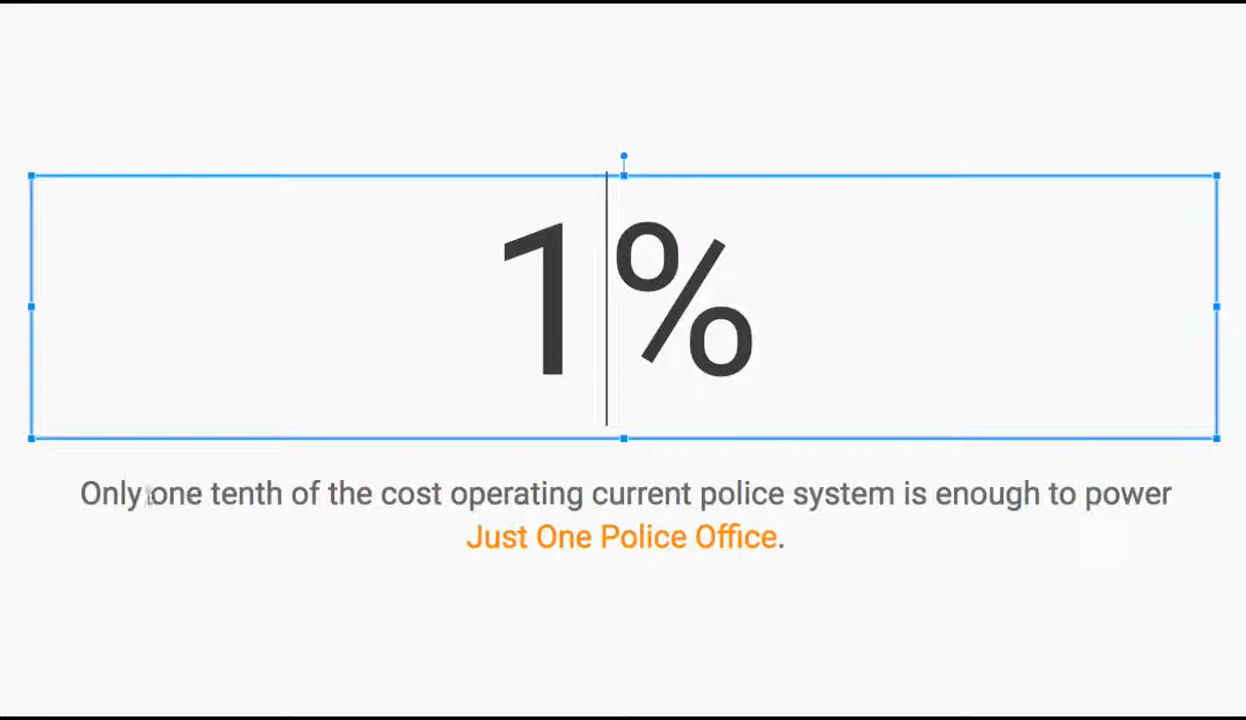 1%
Only one tenth of the cost operating current police system is enough to power
Just One Police Office.